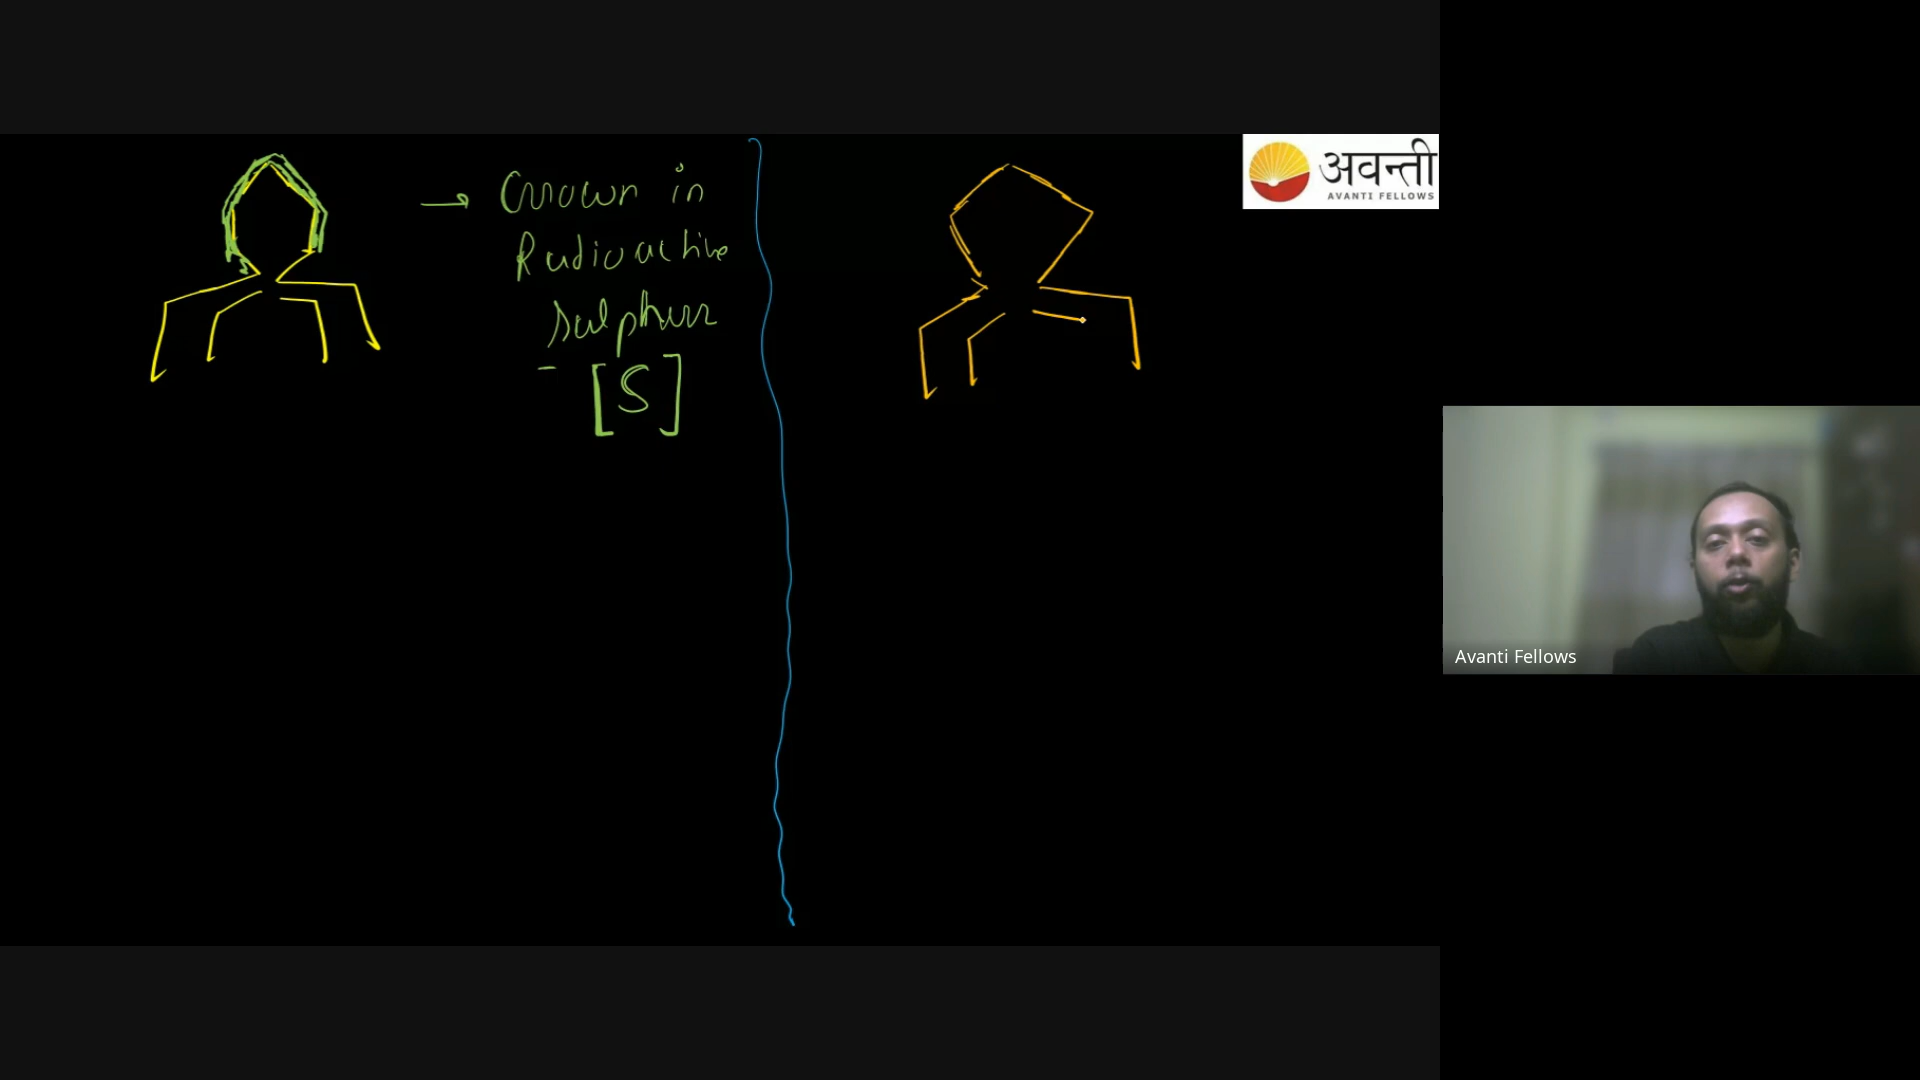 → Grown in
Radioactive
Sulphur
- [S]
अवन्ती
AVANTI FELLOWS
Avanti Fellows